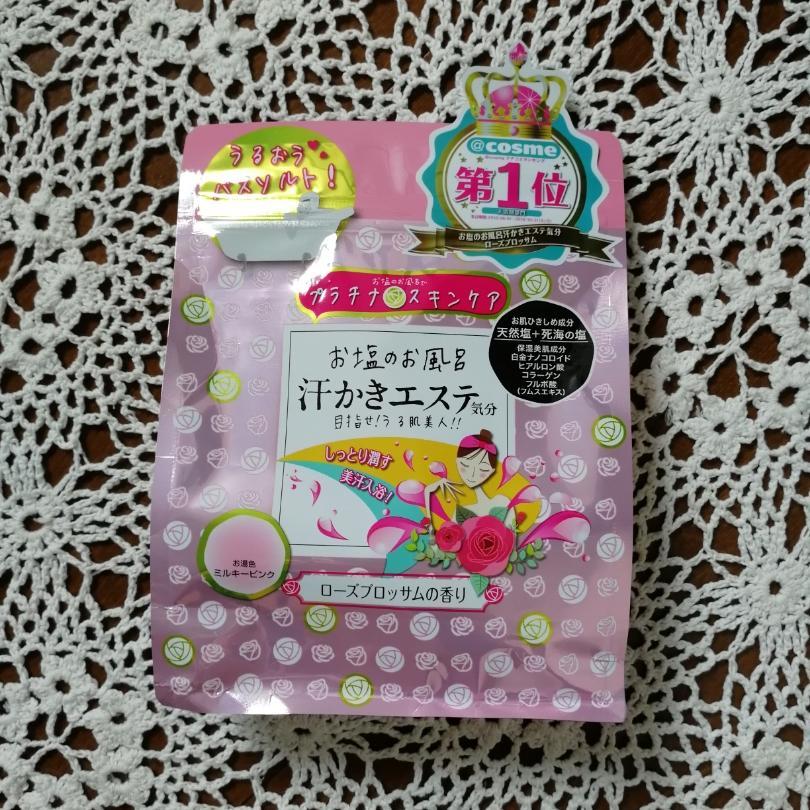 うるおう
バスソルト!
@cosme
第1位
お塩のお風呂汗かきエステ気分
ローズブロッサム
お塩のお風呂で
プラチナスキンケア
お肌ひきしめ成分
天然塩+死海の塩
保湿美肌成分
白金ナノコロイド
ヒアルロン酸
コラーゲン
フルボ酸
(フムスエキス)
お塩のお風呂
汗かきエステ気分
目指せ!うる肌美人!!
しっとり潤す
美汗入浴!
お湯色
ミルキーピンク
ローズブロッサムの香り